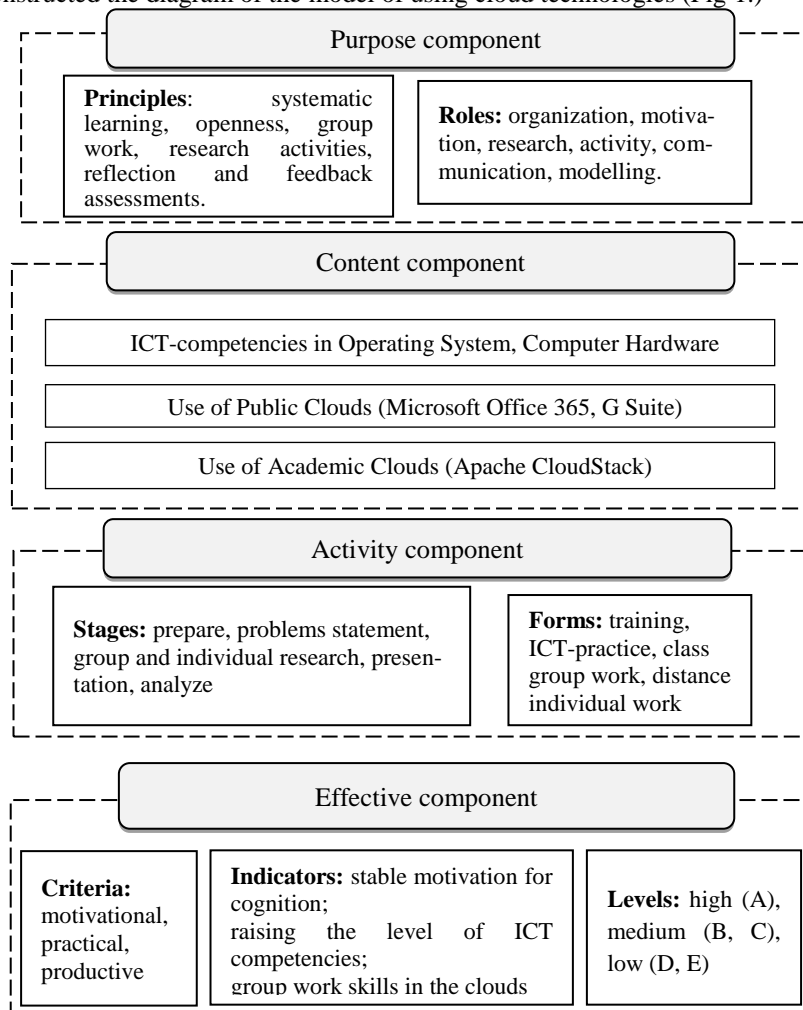 nstructed the diagram of the model of using cloud technologies (Fig 1.)
Purpose component
Principles: systematic
learning, openness, group
work, research activities,
reflection and feedback
assessments.
Roles: organization, motiva-
tion, research, activity, com-
munication, modelling.
Content component
ICT-competencies in Operating System, Computer Hardware
Use of Public Clouds (Microsoft Office 365, G Suite)
Use of Academic Clouds (Apache CloudStack)
Activity component
Stages: prepare, problems statement,
group and individual research, presen-
tation, analyze
Forms: training,
ICT-practice, class
group work, distance
individual work
Effective component
Criteria:
motivational,
practical,
productive
Indicators: stable motivation for
cognition;
raising the level of ICT
competencies;
group work skills in the clouds
Levels: high (A),
medium (B, C),
low (D, E)